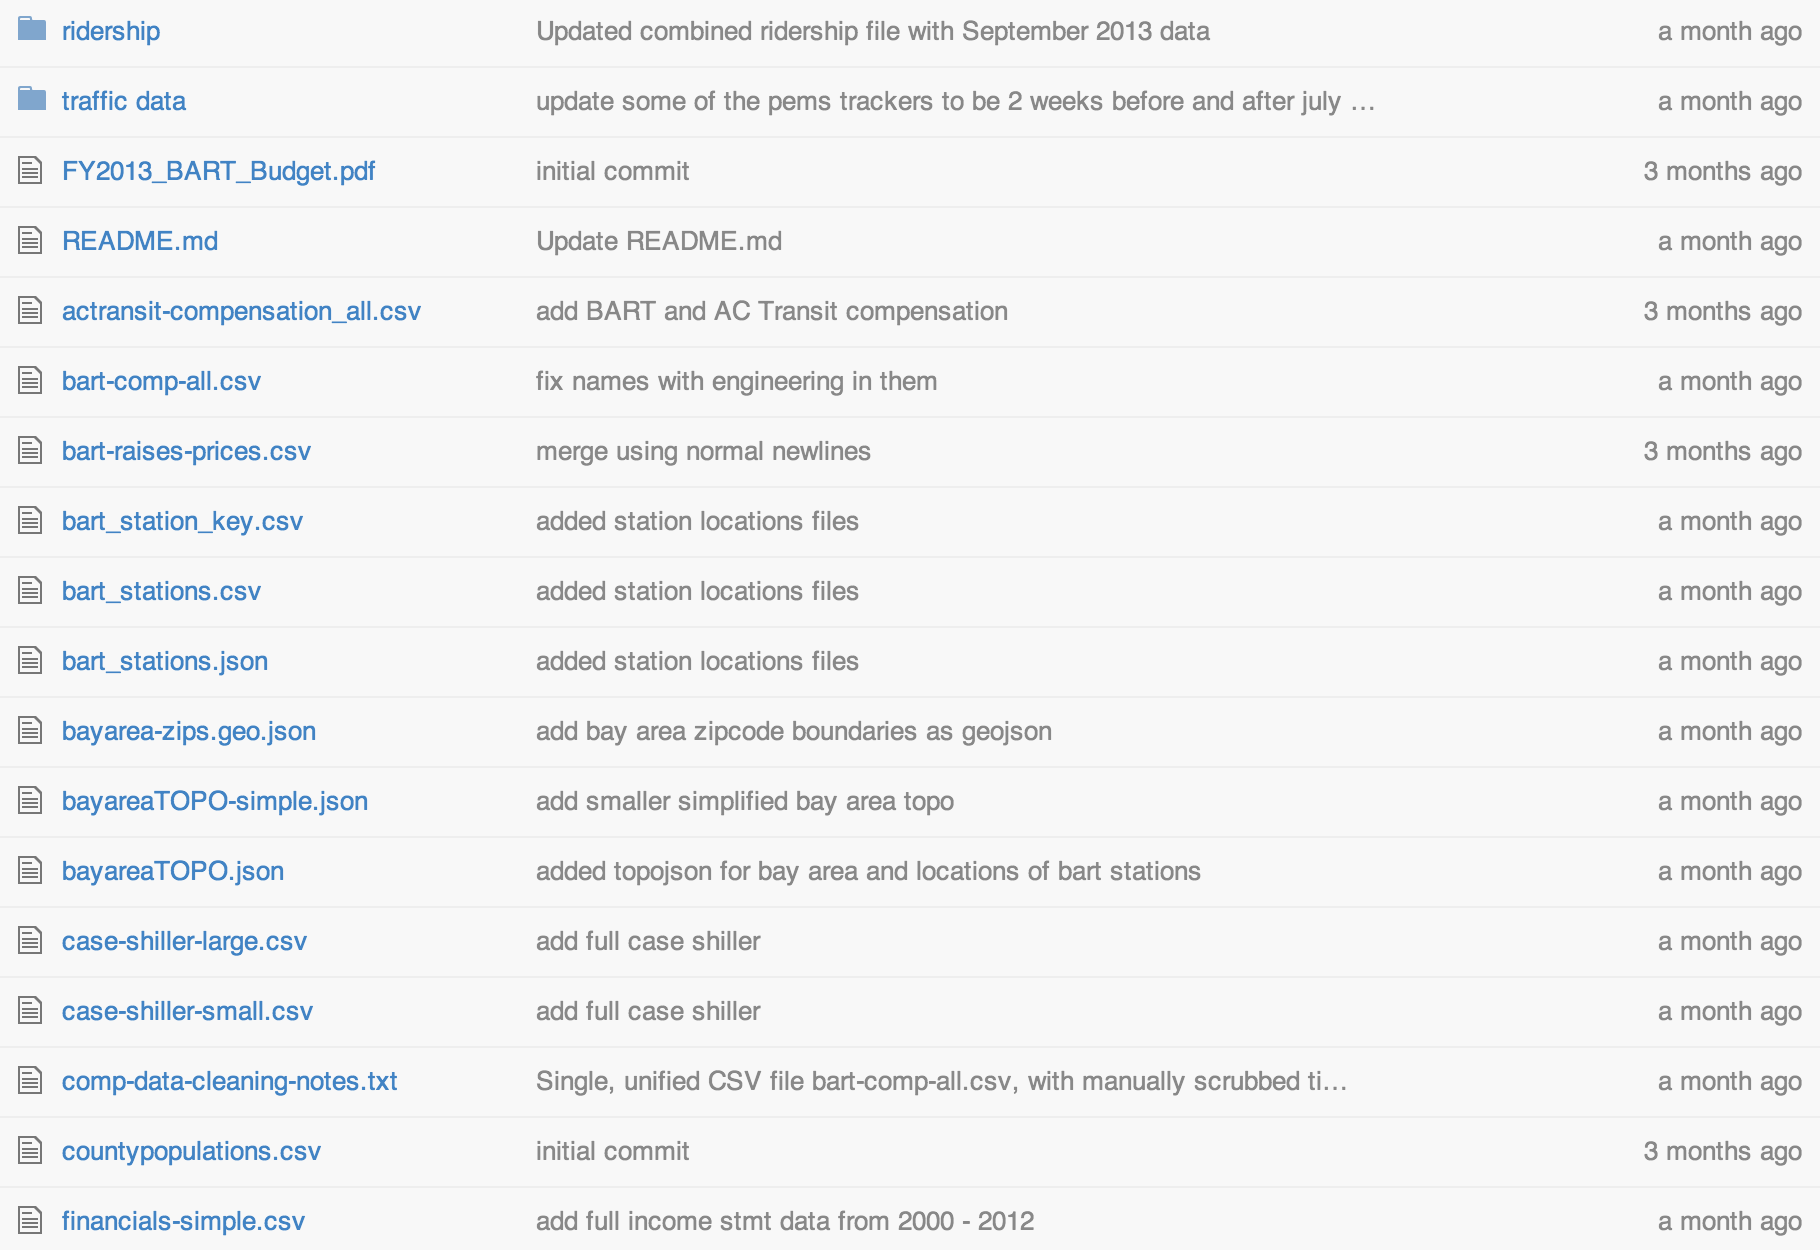 ridership Updated combined ridership file with September 2013 data a month ago
traffic data update some of the pems trackers to be 2 weeks before and after july … a month ago
FY2013_BART_Budget.pdf initial commit 3 months ago
README.md Update README.md a month ago
actransit-compensation_all.csv add BART and AC Transit compensation 3 months ago
bart-comp-all.csv fix names with engineering in them a month ago
bart-raises-prices.csv merge using normal newlines 3 months ago
bart_station_key.csv added station locations files a month ago
bart_stations.csv added station locations files a month ago
bart_stations.json added station locations files a month ago
bayarea-zips.geo.json add bay area zipcode boundaries as geojson a month ago
bayareaTOPO-simple.json add smaller simplified bay area topo a month ago
bayareaTOPO.json added topojson for bay area and locations of bart stations a month ago
case-shiller-large.csv add full case shiller a month ago
case-shiller-small.csv add full case shiller a month ago
comp-data-cleaning-notes.txt Single, unified CSV file bart-comp-all.csv, with manually scrubbed ti… a month ago
countypopulations.csv initial commit 3 months ago
financials-simple.csv add full income stmt data from 2000 - 2012 a month ago